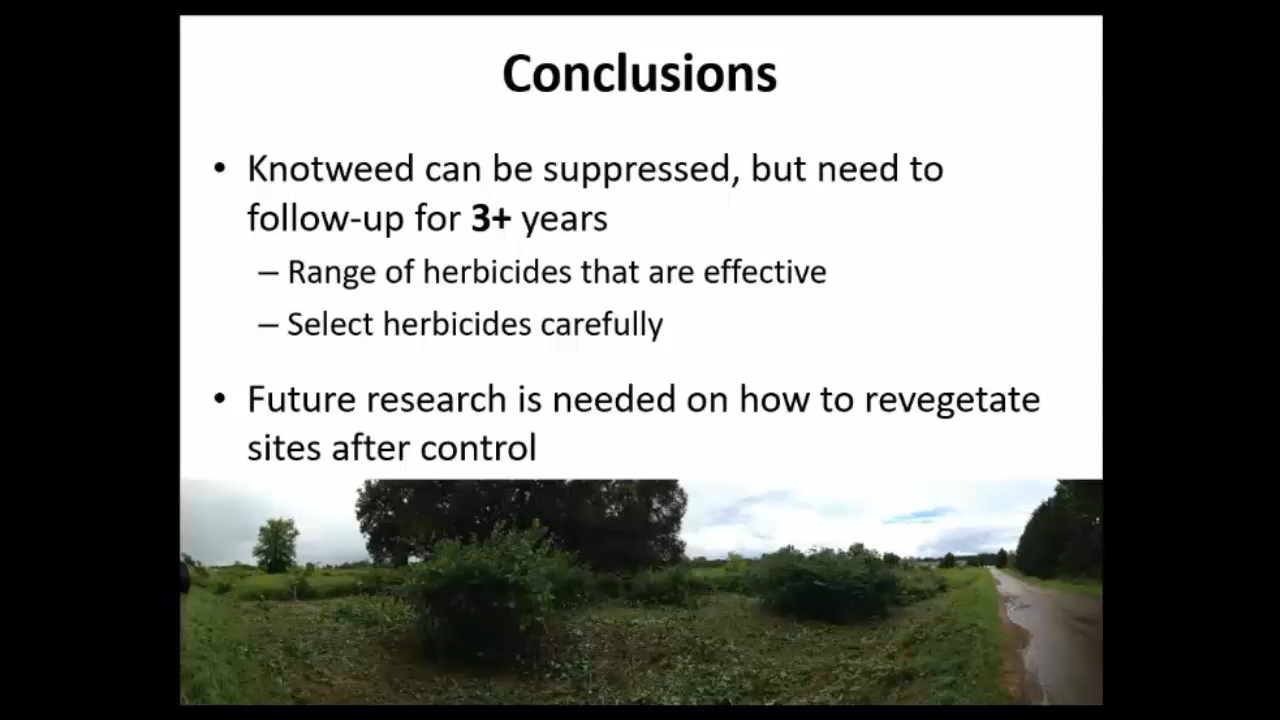 Conclusions
• Knotweed can be suppressed, but need to
follow-up for 3+ years
– Range of herbicides that are effective
– Select herbicides carefully
• Future research is needed on how to revegetate
sites after control